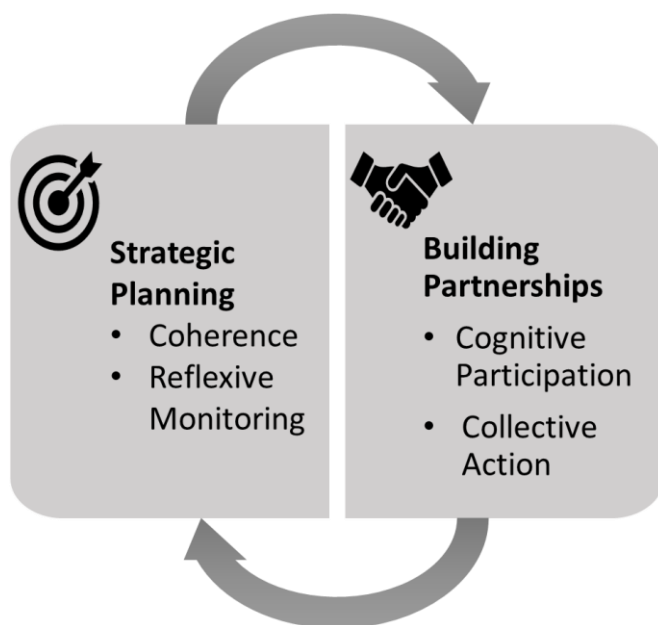 Strategic
Planning
• Coherence
• Reflexive
Monitoring
Building
Partnerships
• Cognitive
Participation
• Collective
Action